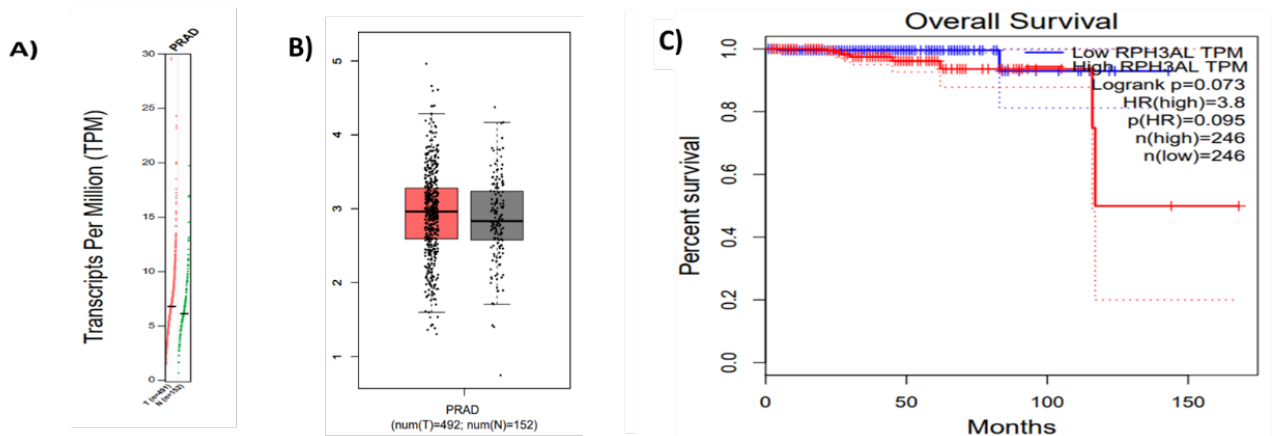 A)
PRAD
Transcripts Per Million (TPM)
30
25
20
15
10
5
0
T (n=491)
N (n=152)
B)
5
4
3
2
1
PRAD
(num(T)=492; num(N)=152)
C)
Overall Survival
Low RPH3AL TPM
High RPH3AL TPM
Logrank p=0.073
HR(high)=3.8
p(HR)=0.095
n(high)=246
n(low)=246
Percent survival
1.0
0.8
0.6
0.4
0.2
0.0
0
50
100
150
Months